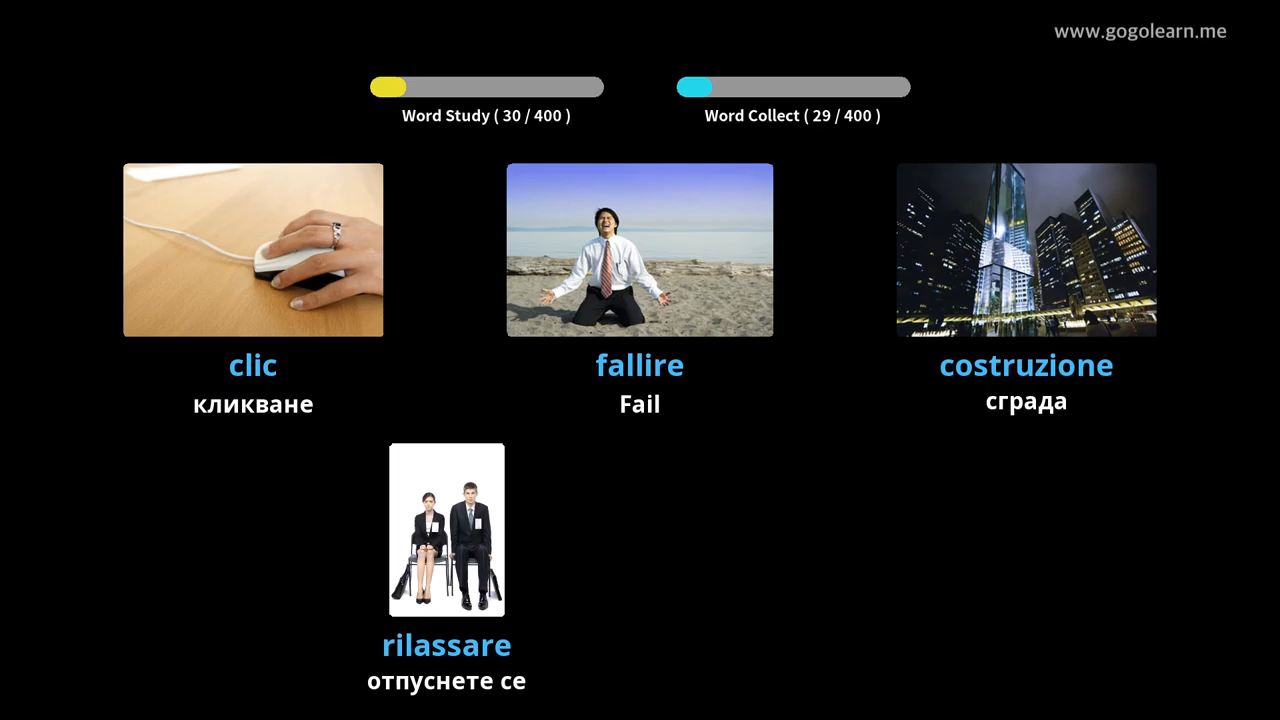 www.gogolearn.me
Word Study ( 30 / 400 )
Word Collect ( 29 / 400 )
clic
fallire
costruzione
кликване
Fail
сграда
rilassare
отпуснете се